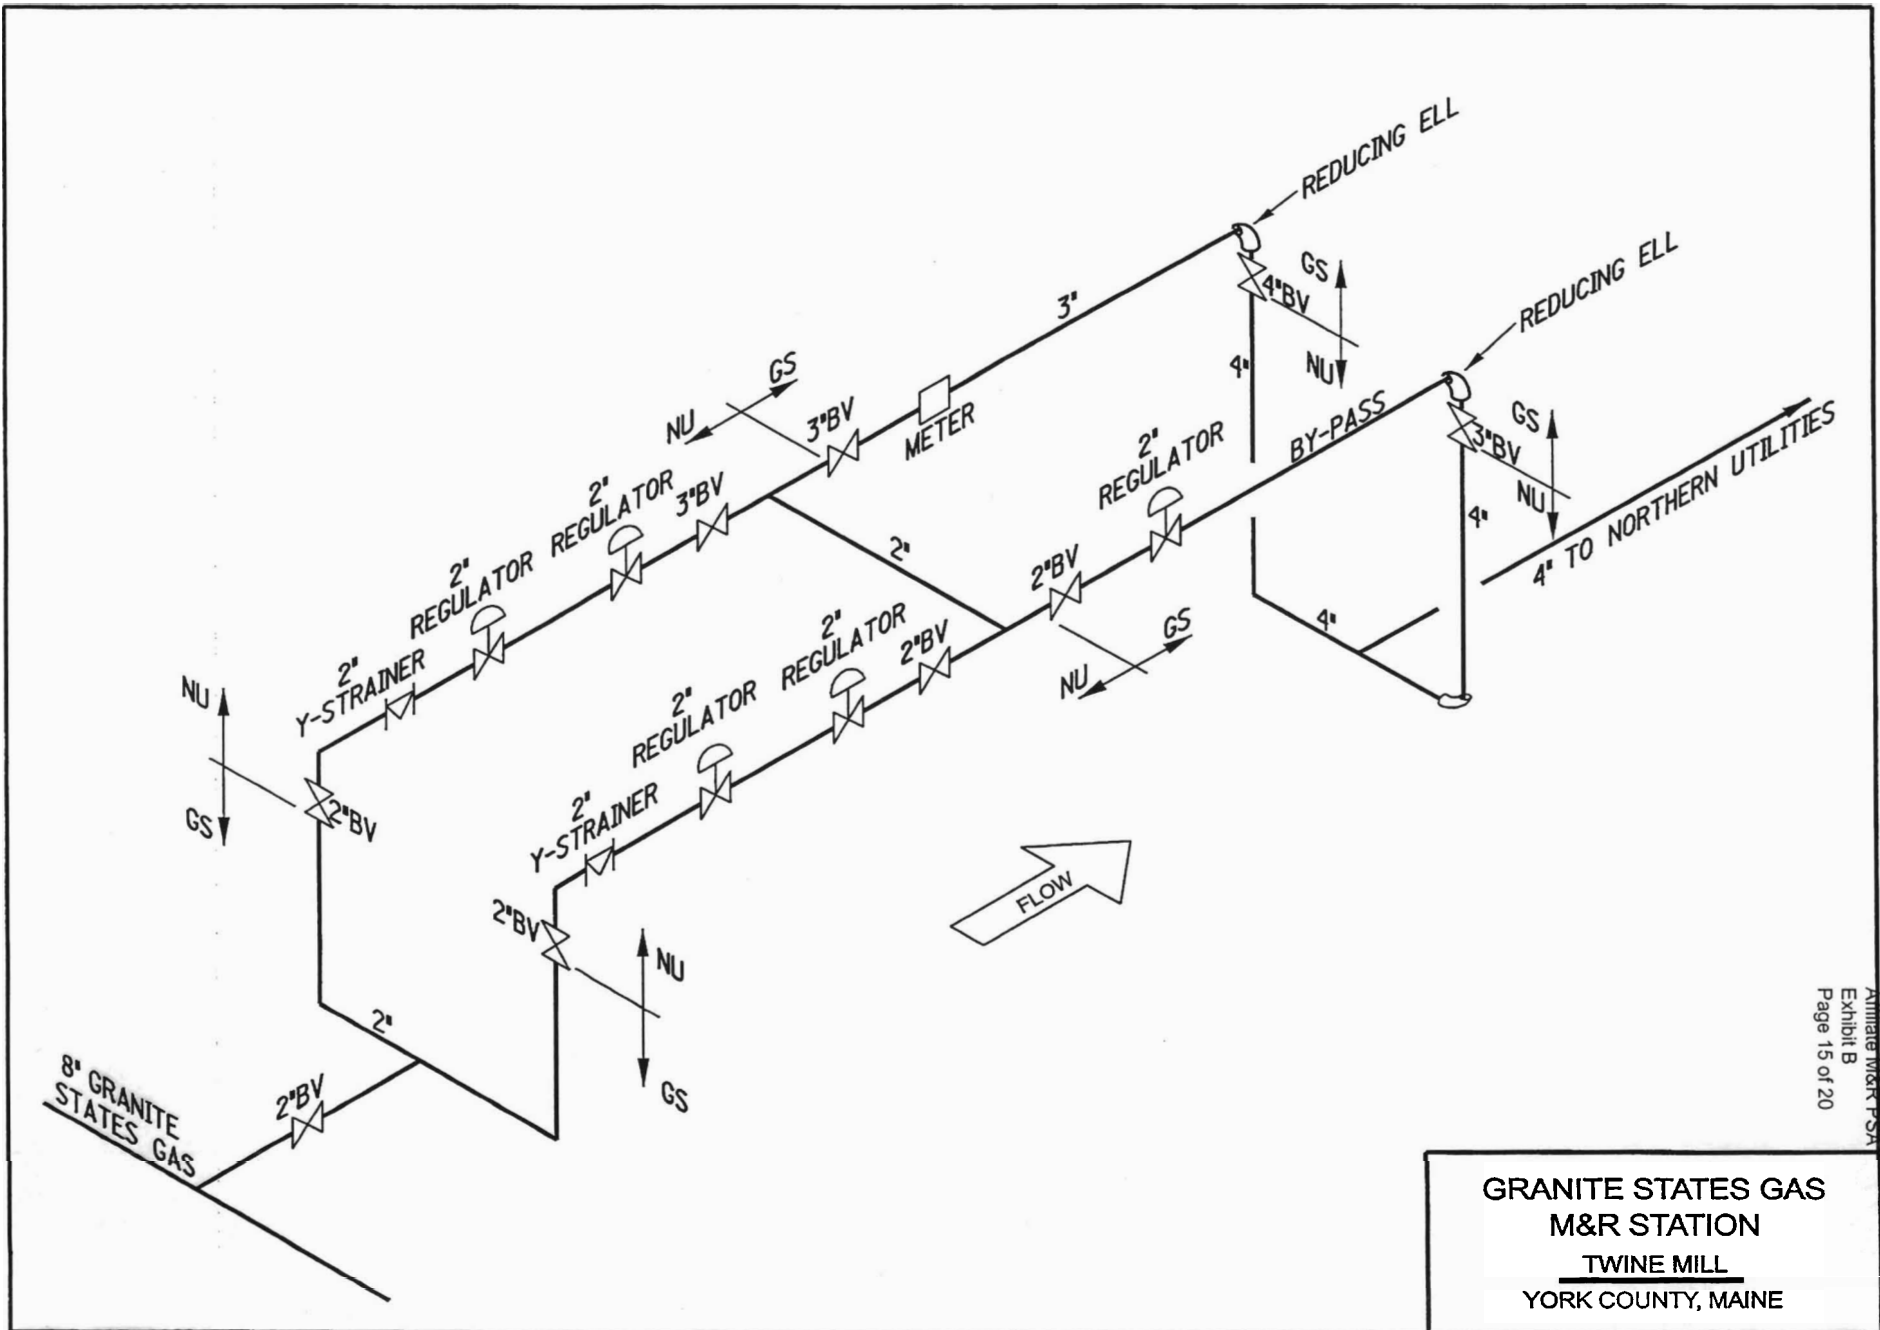 REDUCING ELL
REDUCING ELL
GS
4"BV
NU
3"
4"
GS
NU
3"BV
METER
GS
3"BV
NU
4"
BY-PASS
2"
REGULATOR
4" TO NORTHERN UTILITIES
2"
REGULATOR
3"BV
2"
REGULATOR
2"
Y-STRAINER
2"
2"BV
GS
NU
4"
NU
GS
2"BV
2"
REGULATOR
2"BV
2"
REGULATOR
2"
Y-STRAINER
2"BV
NU
GS
FLOW
2"
2"BV
8" GRANITE
STATES GAS
Affiliate M&R PSA
Exhibit B
Page 15 of 20
GRANITE STATES GAS
M&R STATION
TWINE MILL
YORK COUNTY, MAINE